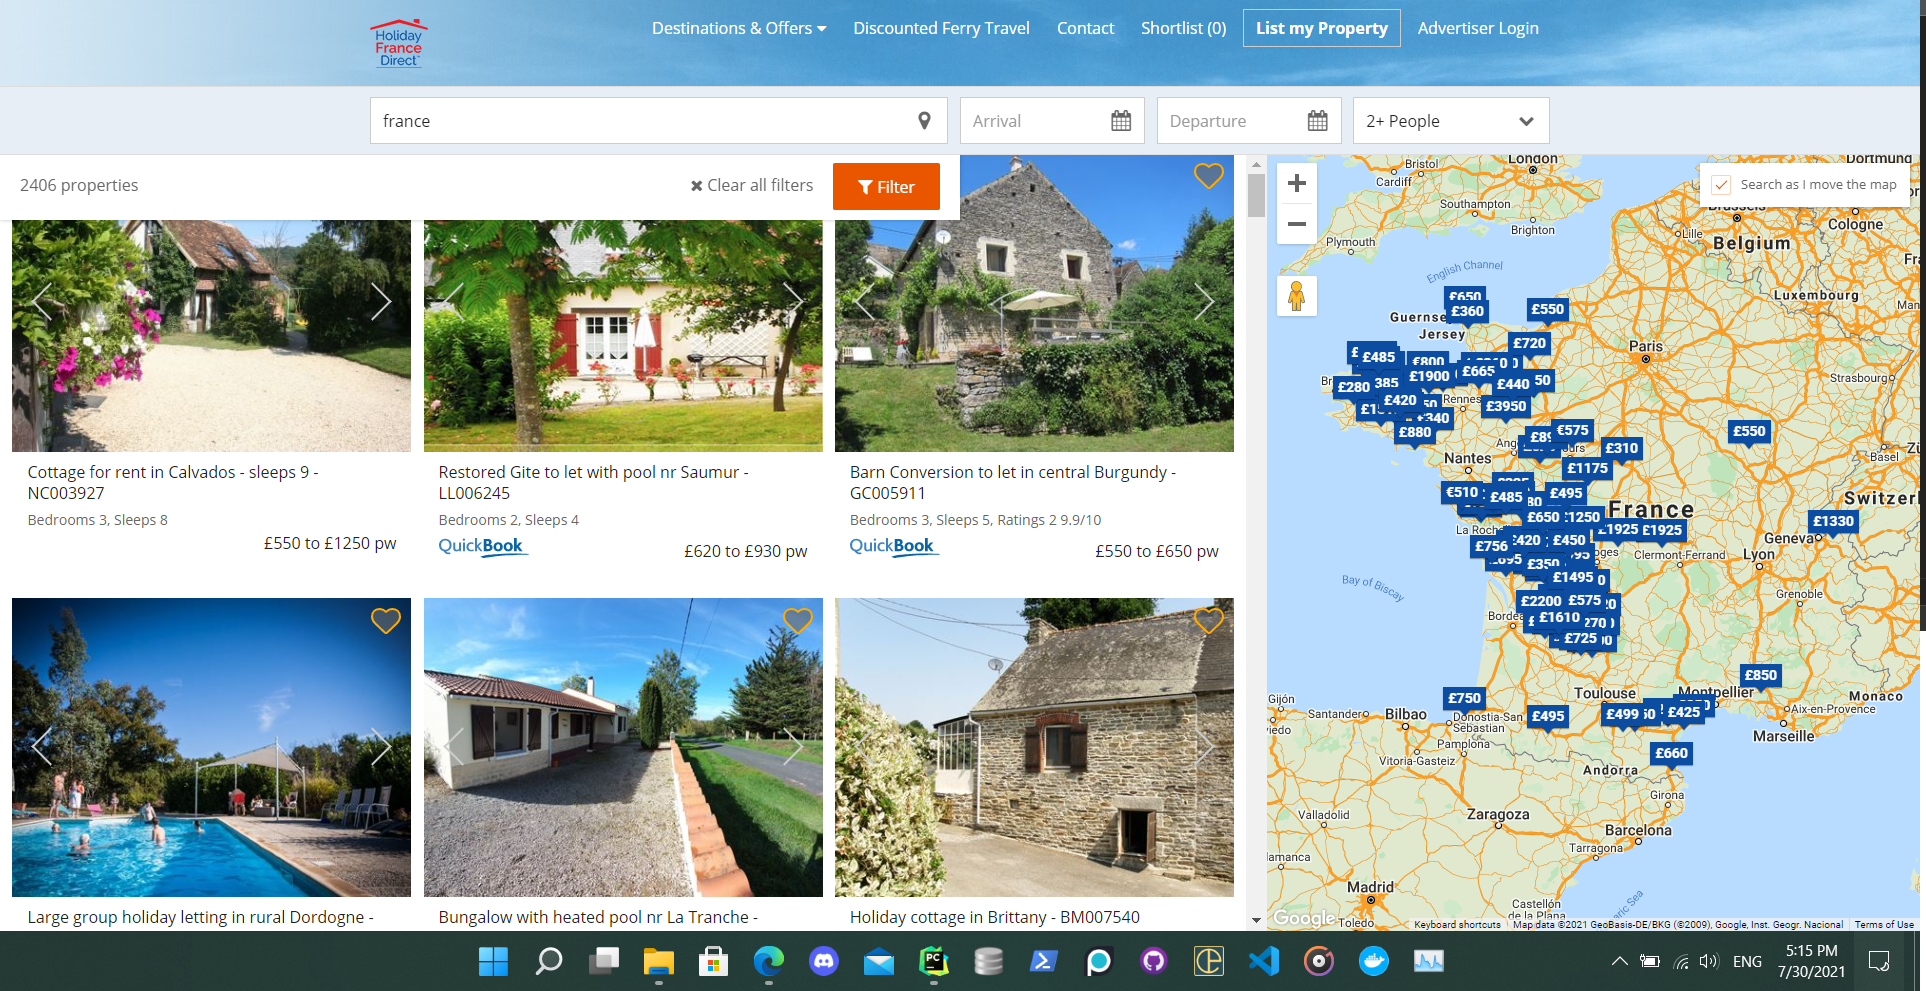 Holiday
France
Direct
Destinations & Offers
Discounted Ferry Travel
Contact
Shortlist (0)
List my Property
Advertiser Login
france
Arrival
Departure
2+ People
2406 properties
Clear all filters
Filter
Cottage for rent in Calvados - sleeps 9 -
NC003927
Bedrooms 3, Sleeps 8
£550 to £1250 pw
Restored Gite to let with pool nr Saumur -
LL006245
Bedrooms 2, Sleeps 4
QuickBook
£620 to £930 pw
Barn Conversion to let in central Burgundy -
GC005911
Bedrooms 3, Sleeps 5, Ratings 2 9.9/10
QuickBook
£550 to £650 pw
Large group holiday letting in rural Dordogne -
Bungalow with heated pool nr La Tranche -
Holiday cottage in Brittany - BM007540
Search as I move the map
London
Bristol
Cardiff
Dortmund
Southampton
Brighton
Plymouth
Brussels
Lille
Cologne
Belgium
English Channel
Luxembourg
£650
£360
£550
Jersey
£720
Paris
£485
€800
£1900
£665
£280
385
£440
50
Strasbourg
£420
Rennes
£3950
£340
£880
€575
£550
£310
Basel
Nantes
£1175
€510
£485
£495
£650
£1250
France
£1925
£1925
£1330
£756
£420
£450
Geneva
Lyon
Clermont-Ferrand
£350
£1495
Bay of Biscay
£2200
£575
Grenoble
£1610
£725
£850
Gijón
£750
Toulouse
Montpellier
Monaco
Santander
Bilbao
Donostia-San
Sebastian
£495
£499
50
£425
Aix-en-Provence
Marseille
Pamplona
Vitoria-Gasteiz
£660
Andorra
Girona
Valladolid
Zaragoza
Barcelona
Tarragona
Madrid
Castellón
de la Plana
Toledo
Google
Keyboard shortcuts
Map data ©2021 GeoBasis-DE/BKG (©2009), Google, Inst. Geogr. Nacional
Terms of Use
ENG
5:15 PM
7/30/2021